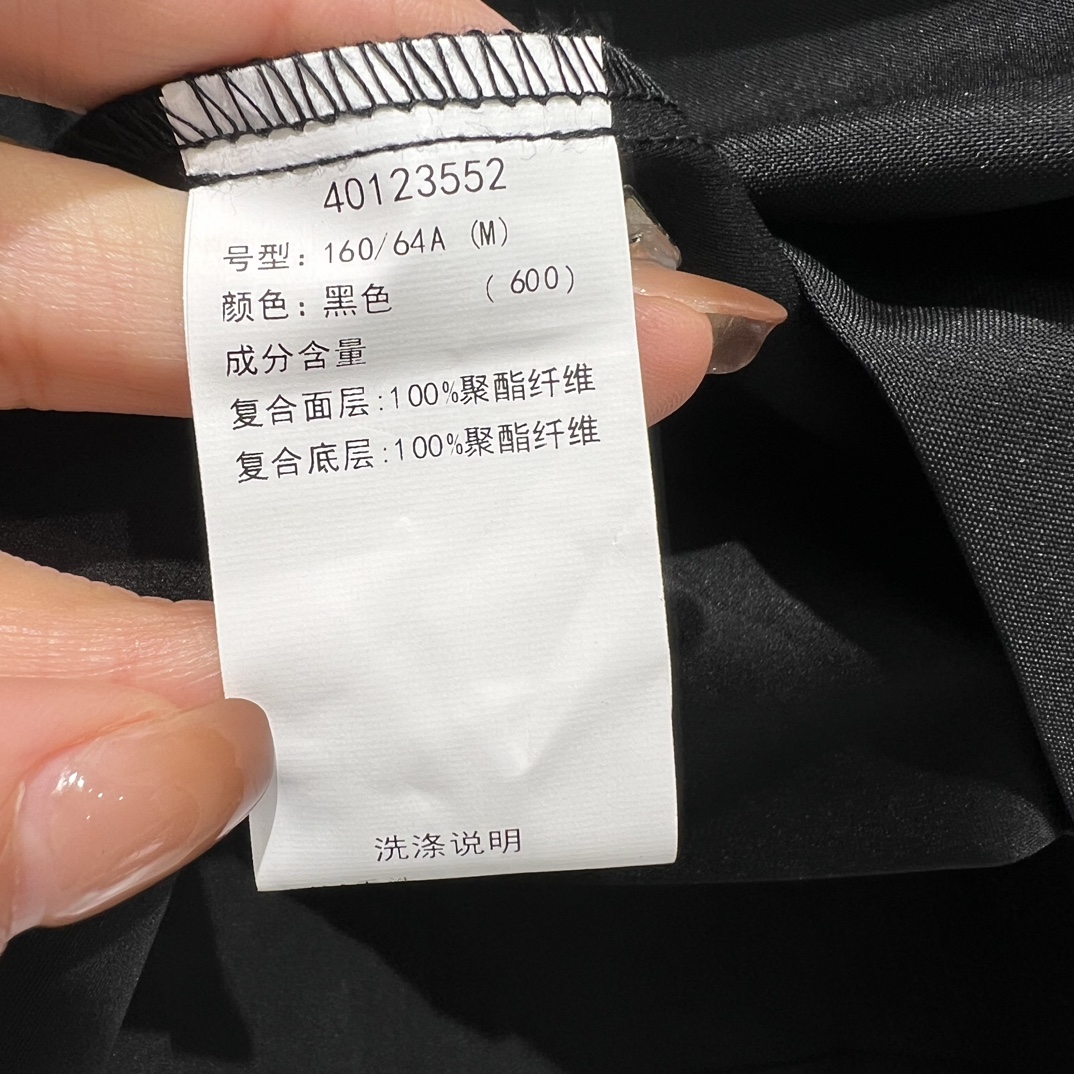 40123552
号型: 160/64A (M)
颜色: 黑色 (600)
成分含量
复合面层:100%聚酯纤维
复合底层:100%聚酯纤维
洗涤说明